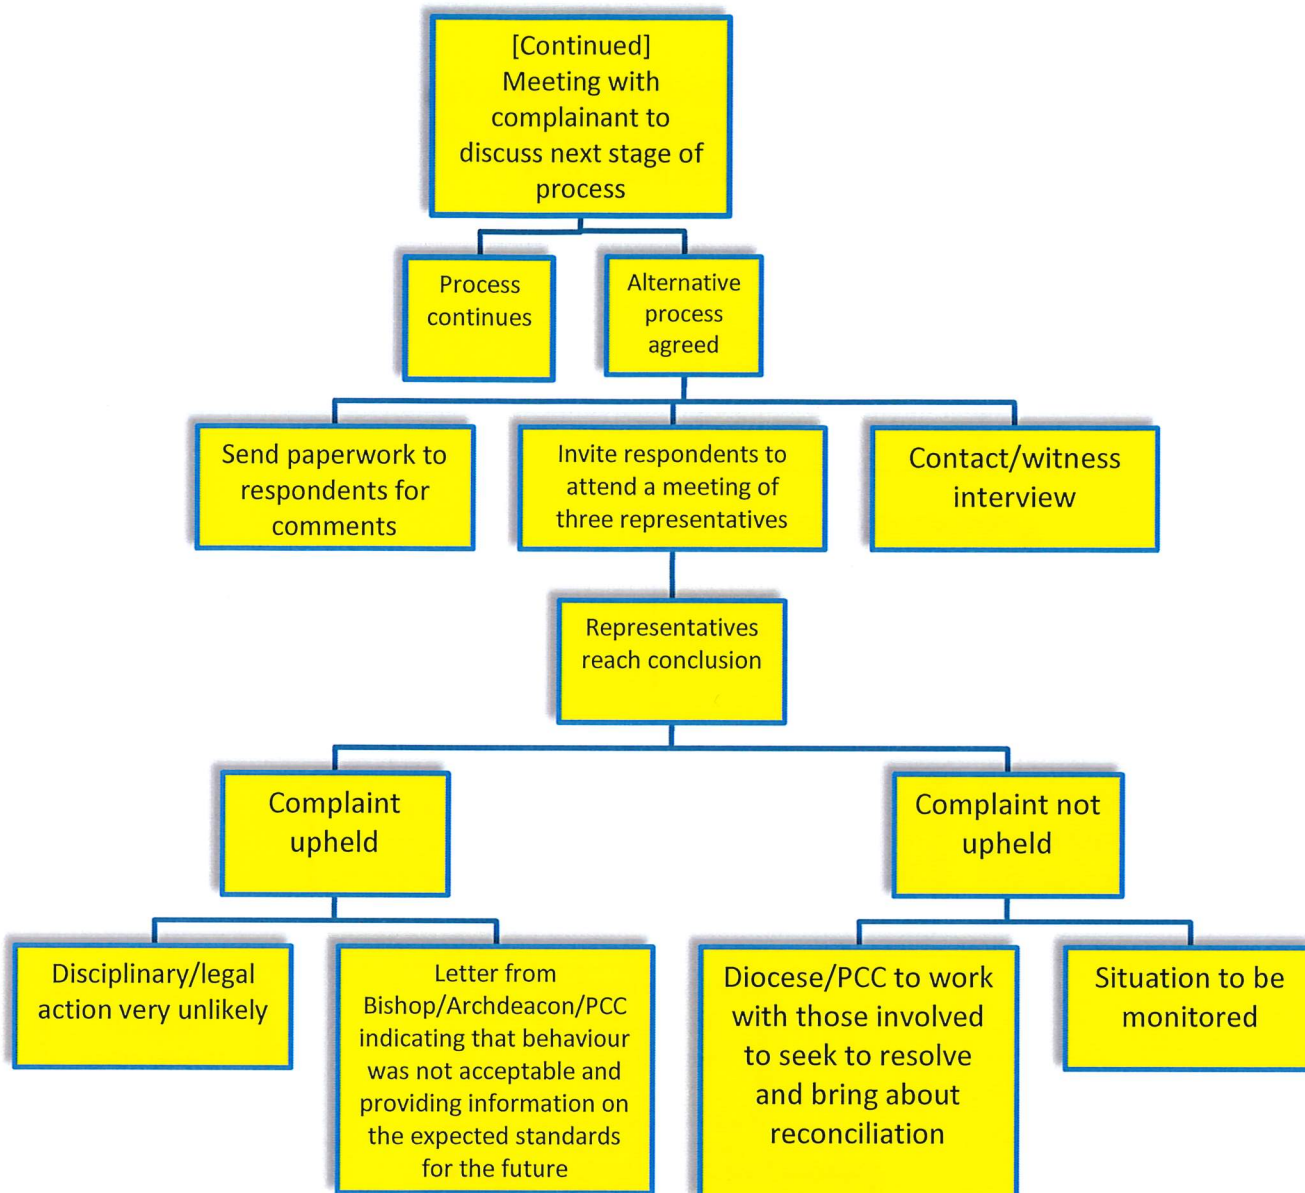 [Continued]
Meeting with
complainant to
discuss next stage of
process
Process
continues
Alternative
process
agreed
Send paperwork to
respondents for
comments
Invite respondents to
attend a meeting of
three representatives
Contact/witness
interview
Representatives
reach conclusion
Complaint
upheld
Complaint not
upheld
Disciplinary/legal
action very unlikely
Letter from
Bishop/Archdeacon/PCC
indicating that behaviour
was not acceptable and
providing information on
the expected standards
for the future
Diocese/PCC to work
with those involved
to seek to resolve
and bring about
reconciliation
Situation to be
monitored